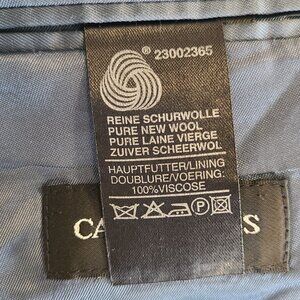 ® 23002365
REINE SCHURWOLLE
PURE NEW WOOL
PURE LAINE VIERGE
ZUIVER SCHEERWOL
HAUPTFUTTER/LINING
DOUBLURE/VOERING:
100%VISCOSE
P